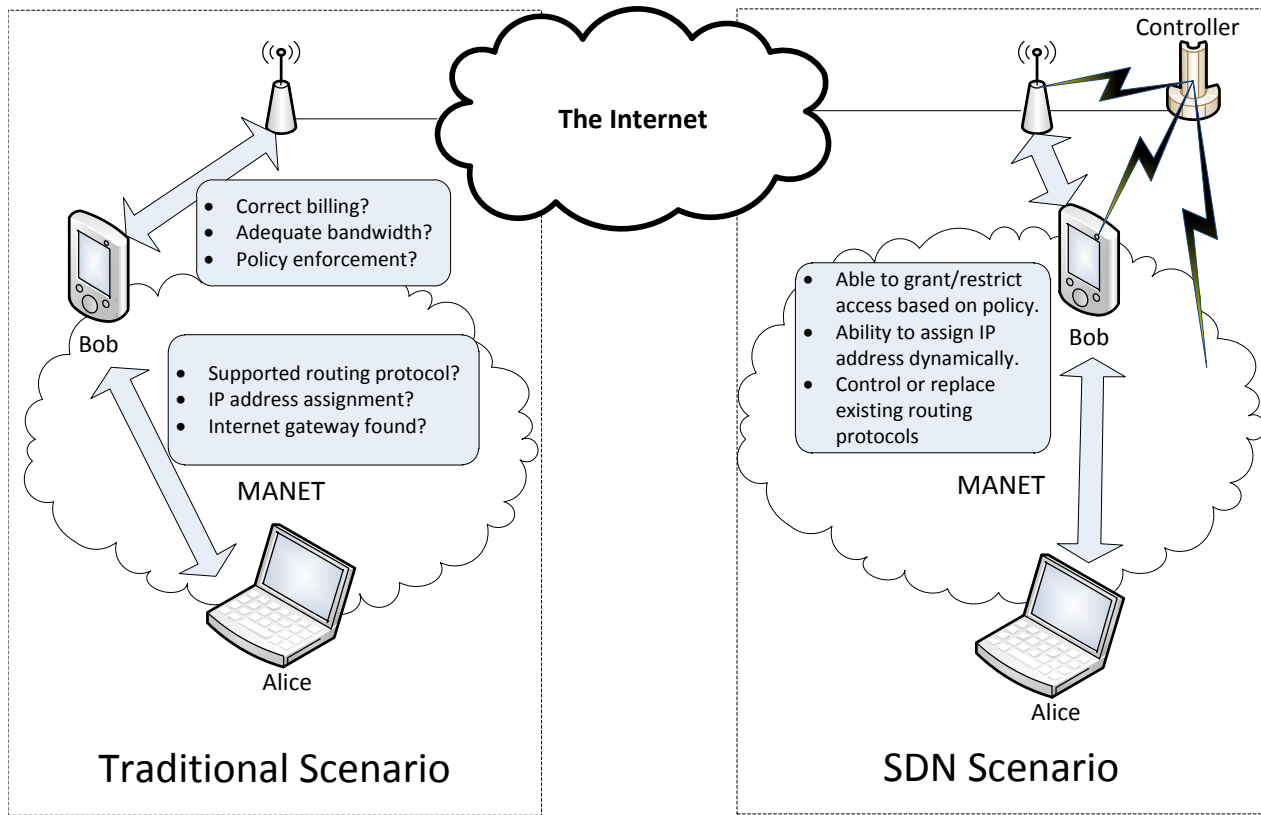 Controller
The Internet
• Correct billing?
• Adequate bandwidth?
• Policy enforcement?
Bob
• Supported routing protocol?
• IP address assignment?
• Internet gateway found?
MANET
Alice
Traditional Scenario
• Able to grant/restrict
access based on policy.
• Ability to assign IP
address dynamically.
• Control or replace
existing routing
protocols
Bob
MANET
Alice
SDN Scenario